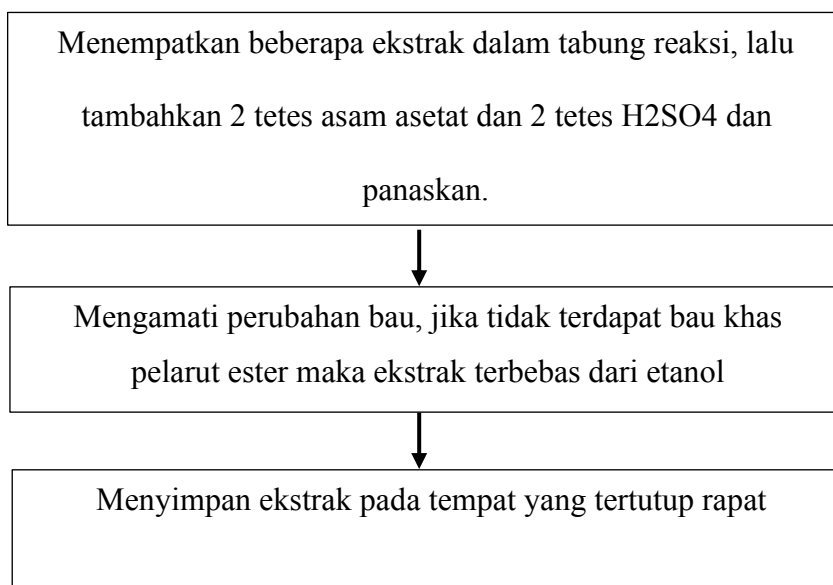 Menempatkan beberapa ekstrak dalam tabung reaksi, lalu
tambahkan 2 tetes asam asetat dan 2 tetes H2SO4 dan
panaskan.
Mengamati perubahan bau, jika tidak terdapat bau khas
pelarut ester maka ekstrak terbebas dari etanol
Menyimpan ekstrak pada tempat yang tertutup rapat